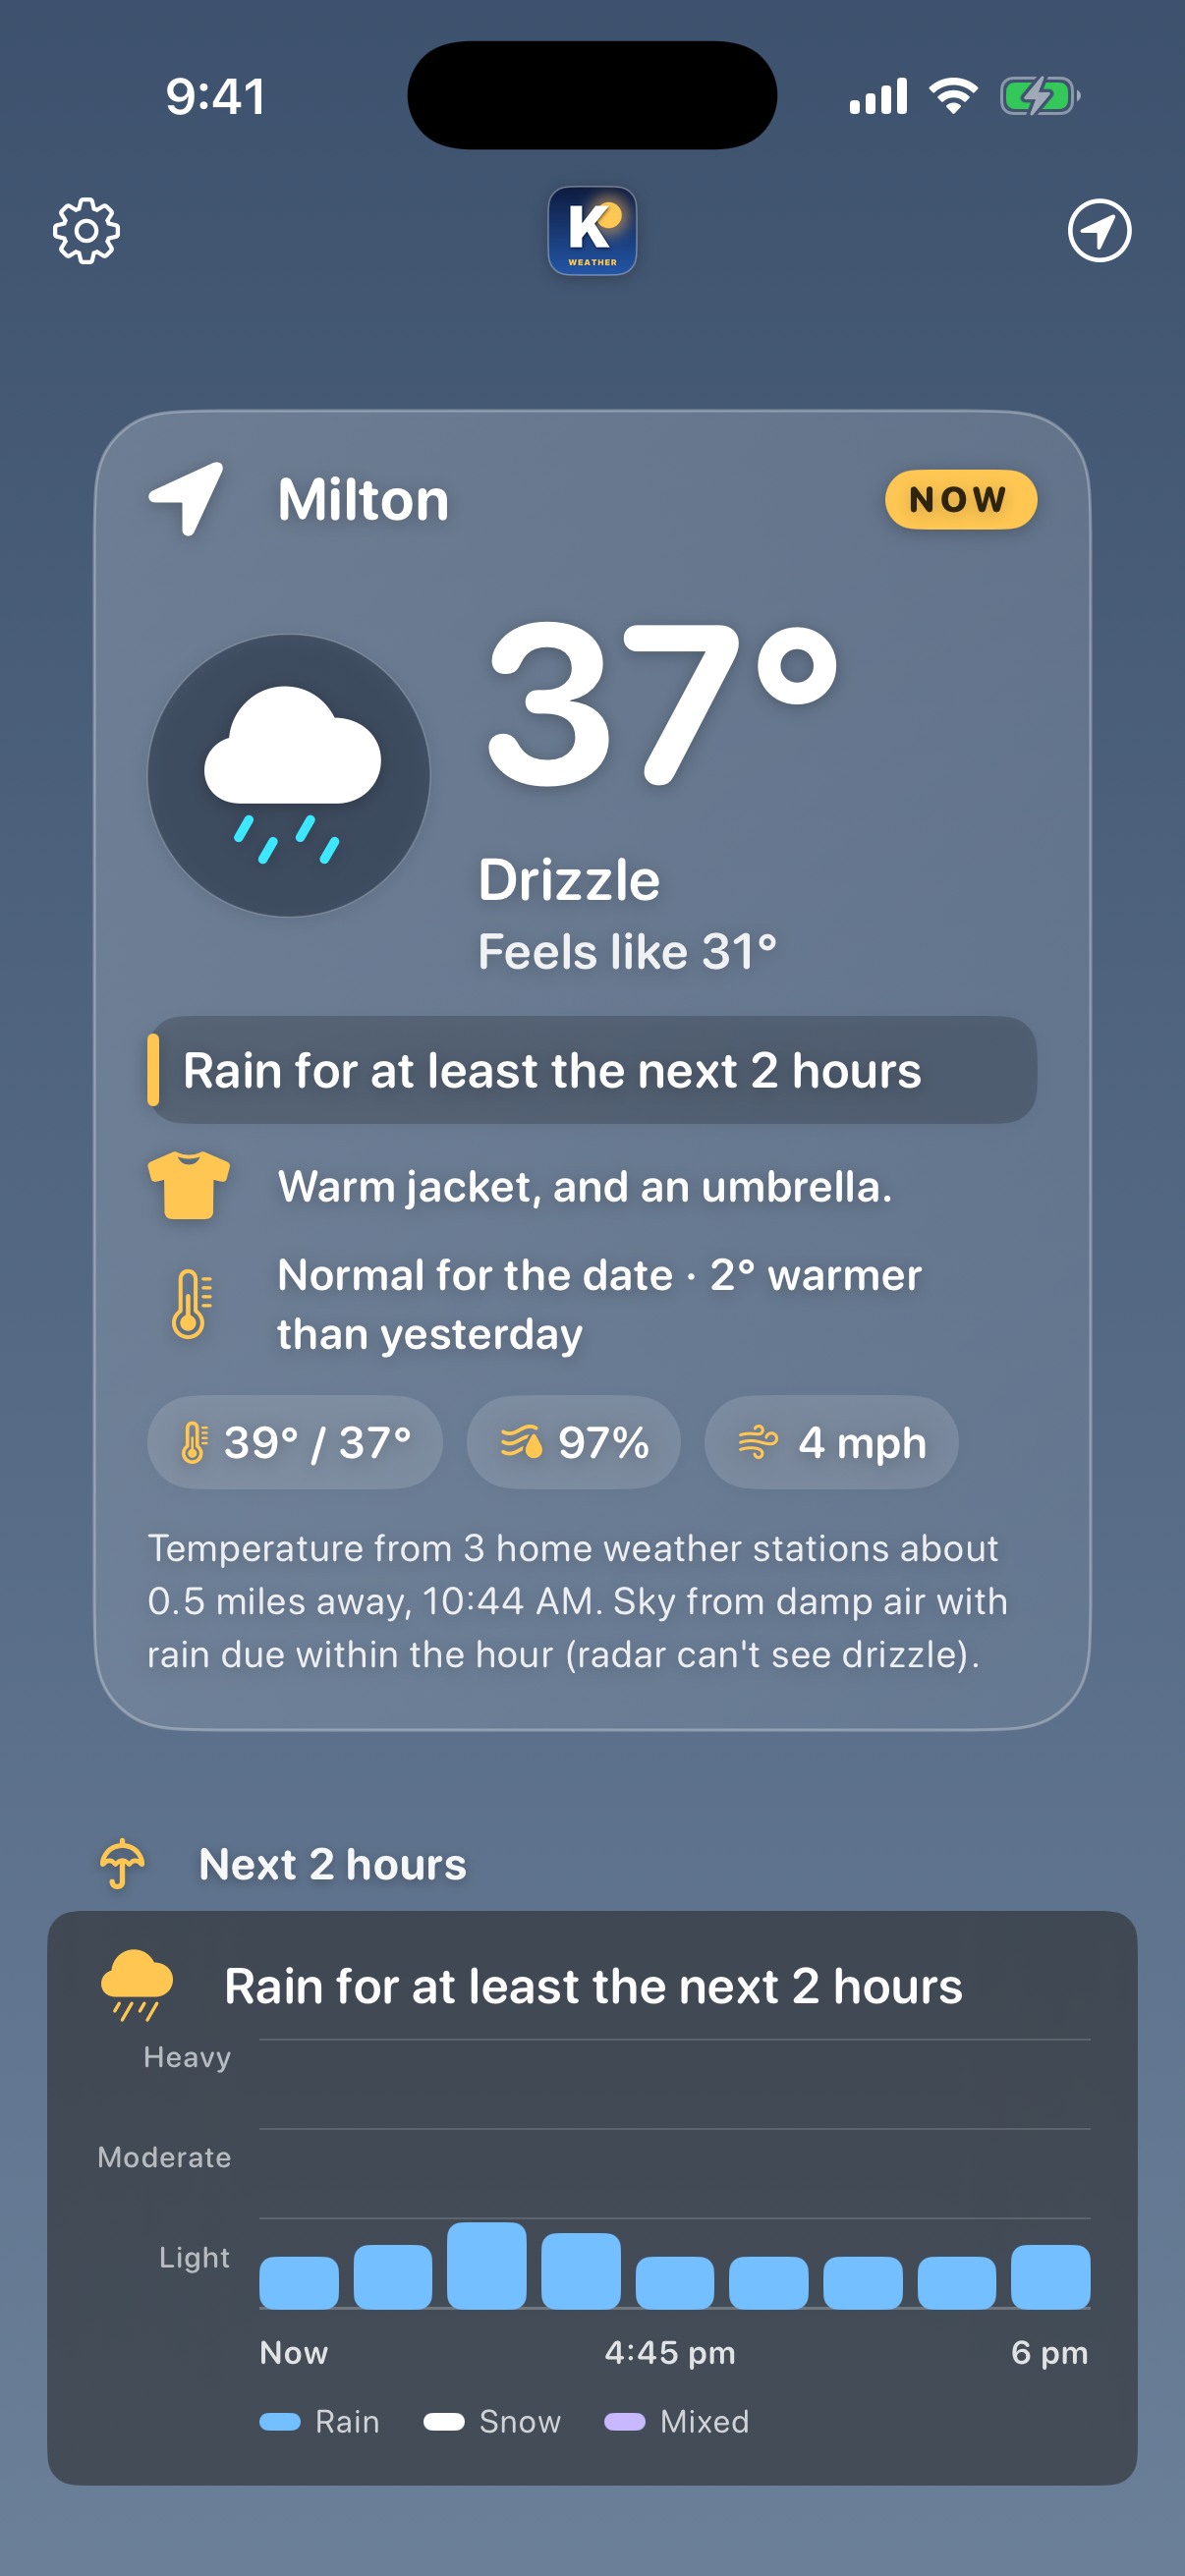 9:41
K
WEATHER
Milton
NOW
37°
Drizzle
Feels like 31°
Rain for at least the next 2 hours
Warm jacket, and an umbrella.
Normal for the date · 2° warmer
than yesterday
39° / 37°
97%
4 mph
Temperature from 3 home weather stations about
0.5 miles away, 10:44 AM. Sky from damp air with
rain due within the hour (radar can't see drizzle).
Next 2 hours
Rain for at least the next 2 hours
Heavy
Moderate
Light
Now 4:45 pm 6 pm
Rain Snow Mixed